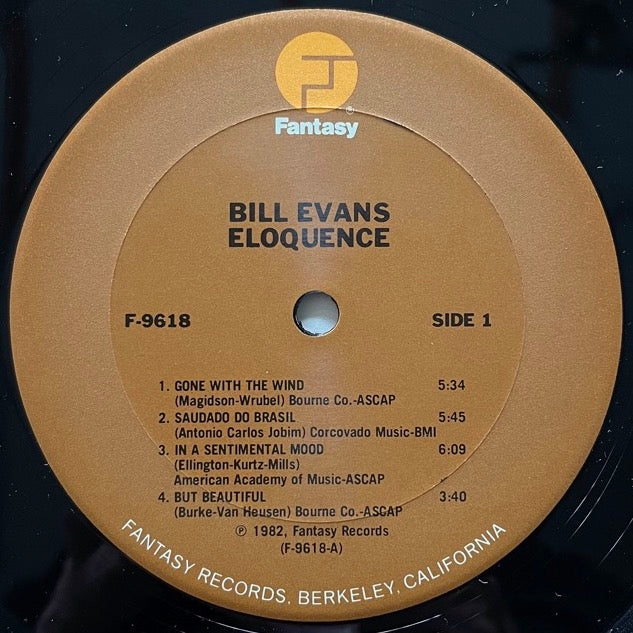 ®
Fantasy
BILL EVANS
ELOQUENCE
F-9618
SIDE 1
1. GONE WITH THE WIND 5:34
(Magidson-Wrubel) Bourne Co.-ASCAP
2. SAUDADO DO BRASIL 5:45
(Antonio Carlos Jobim) Corcovado Music-BMI
3. IN A SENTIMENTAL MOOD 6:09
(Ellington-Kurtz-Mills)
American Academy of Music-ASCAP
4. BUT BEAUTIFUL 3:40
(Burke-Van Heusen) Bourne Co.-ASCAP
℗ 1982, Fantasy Records
(F-9618-A)
FANTASY RECORDS, BERKELEY, CALIFORNIA